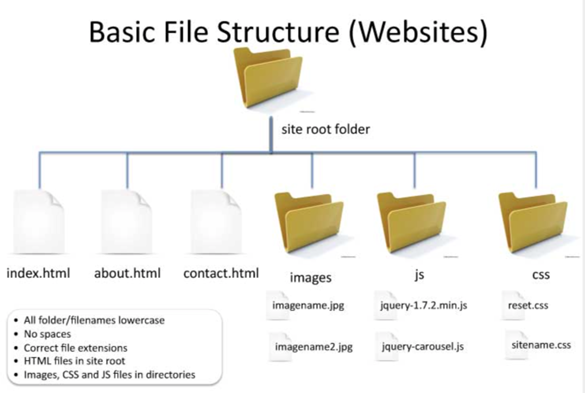 Basic File Structure (Websites)
site root folder
index.html about.html contact.html images js css
imagename.jpg jquery-1.7.2.min.js reset.css
imagename2.jpg jquery-carousel.js sitename.css
• All folder/filenames lowercase
• No spaces
• Correct file extensions
• HTML files in site root
• Images, CSS and JS files in directories